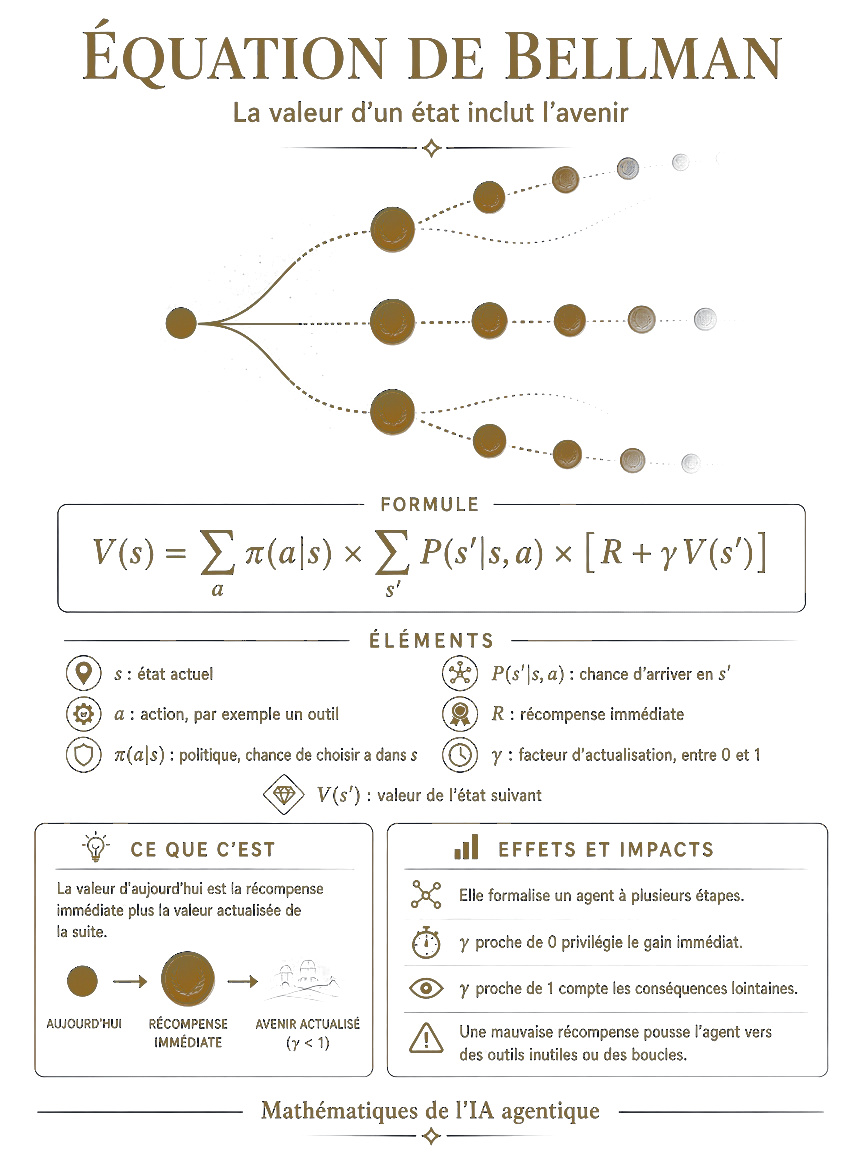 ÉQUATION DE BELLMAN
La valeur d'un état inclut l'avenir
FORMULE
V(s) = ∑ₐ π(a|s) × ∑ₛ′ P(s′|s, a) × [R + γ V(s′)]
ÉLÉMENTS
s : état actuel
P(s′|s, a) : chance d'arriver en s′
a : action, par exemple un outil
R : récompense immédiate
π(a|s) : politique, chance de choisir a dans s
γ : facteur d'actualisation, entre 0 et 1
V(s′) : valeur de l'état suivant
CE QUE C'EST
La valeur d'aujourd'hui est la récompense
immédiate plus la valeur actualisée de
la suite.
AUJOURD'HUI
RÉCOMPENSE
IMMÉDIATE
AVENIR ACTUALISÉ
(γ < 1)
EFFETS ET IMPACTS
Elle formalise un agent à plusieurs étapes.
γ proche de 0 privilégie le gain immédiat.
γ proche de 1 compte les conséquences lointaines.
Une mauvaise récompense pousse l'agent vers
des outils inutiles ou des boucles.
Mathématiques de l'IA agentique